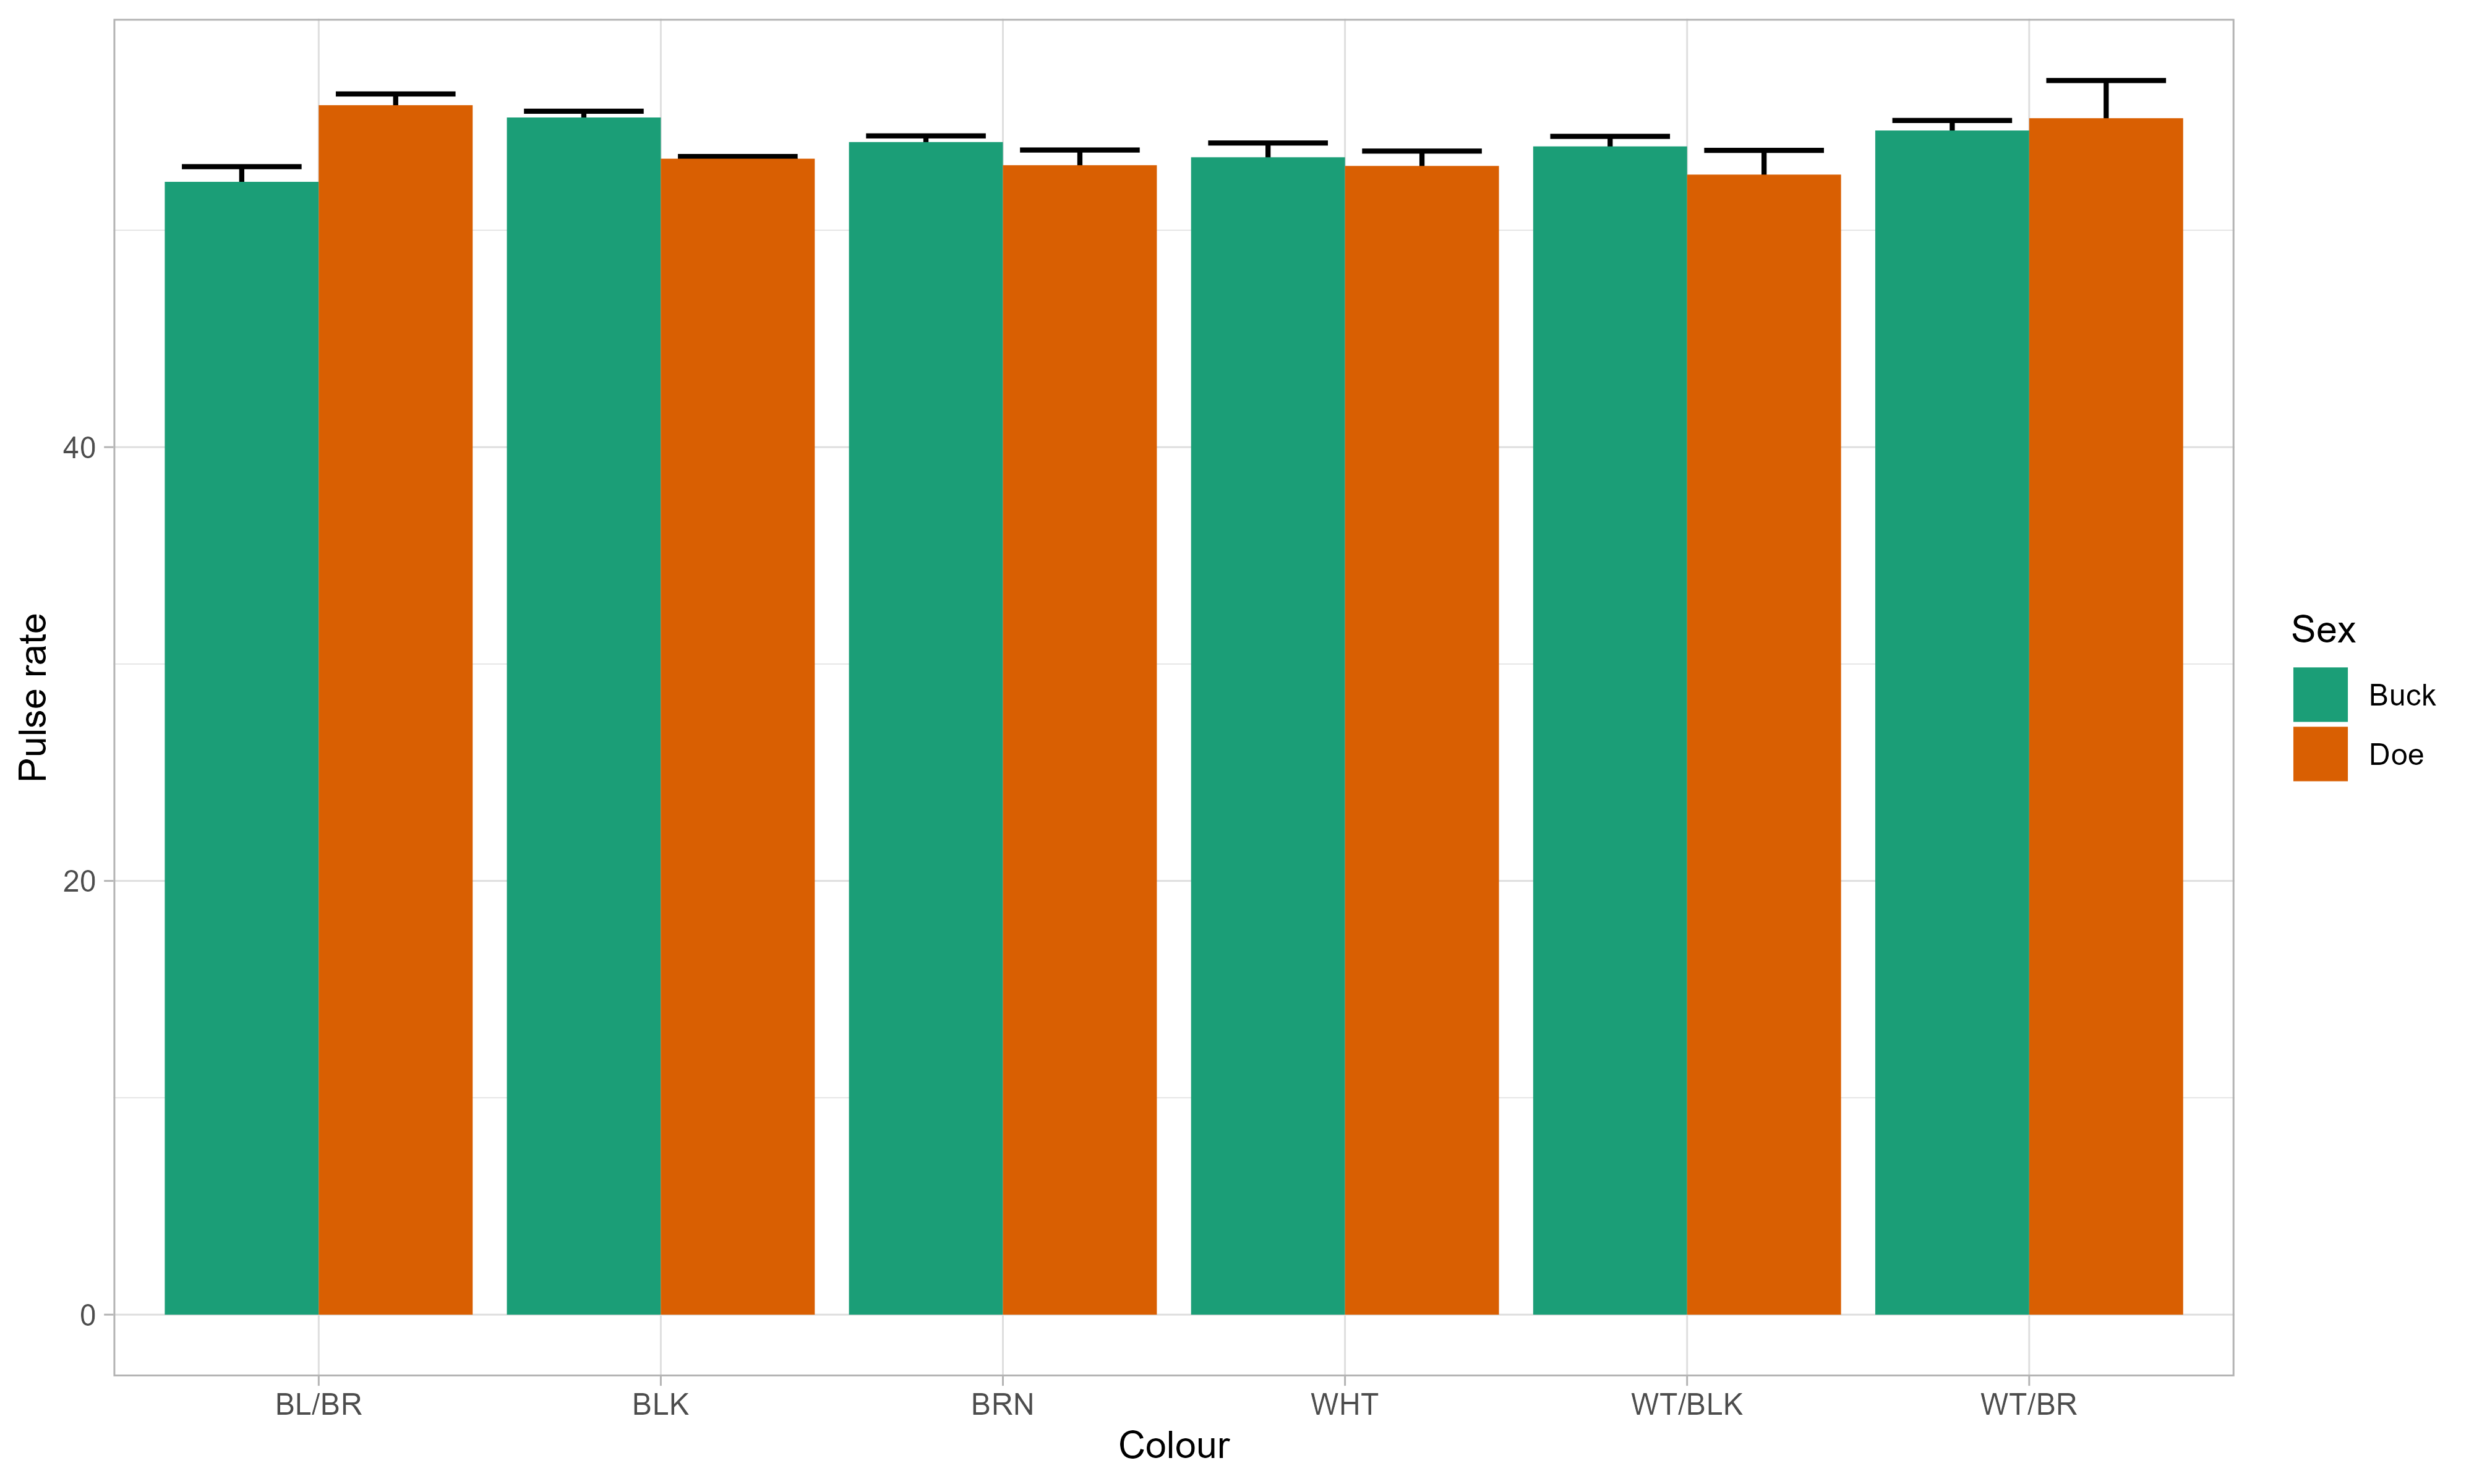 Pulse rate
40
20
0
BL/BR
BLK
BRN
WHT
WT/BLK
WT/BR
Colour
Sex
Buck
Doe